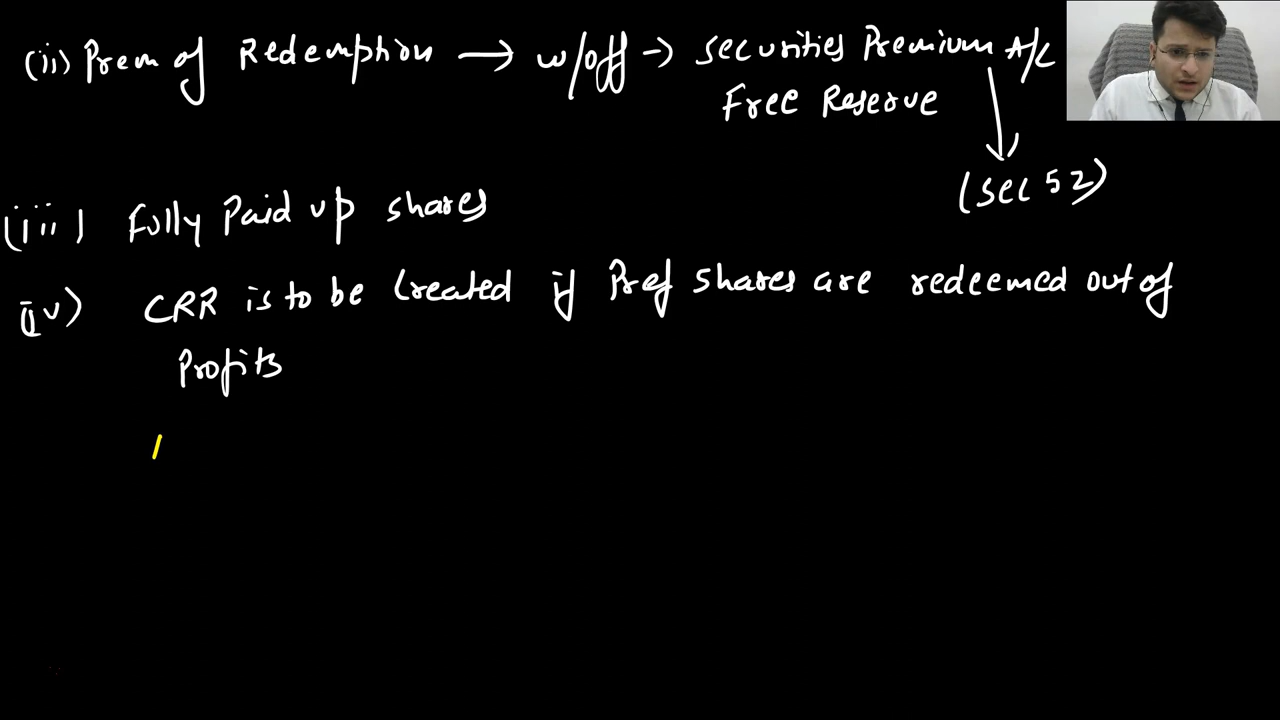 (ii) Prem of Redemption → w/off → Securities Premium A/C
Free Reserve
(Sec 52)
(iii) Fully Paid up shares
(iv) CRR is to be Created if Pref shares are redeemed out of
Profits